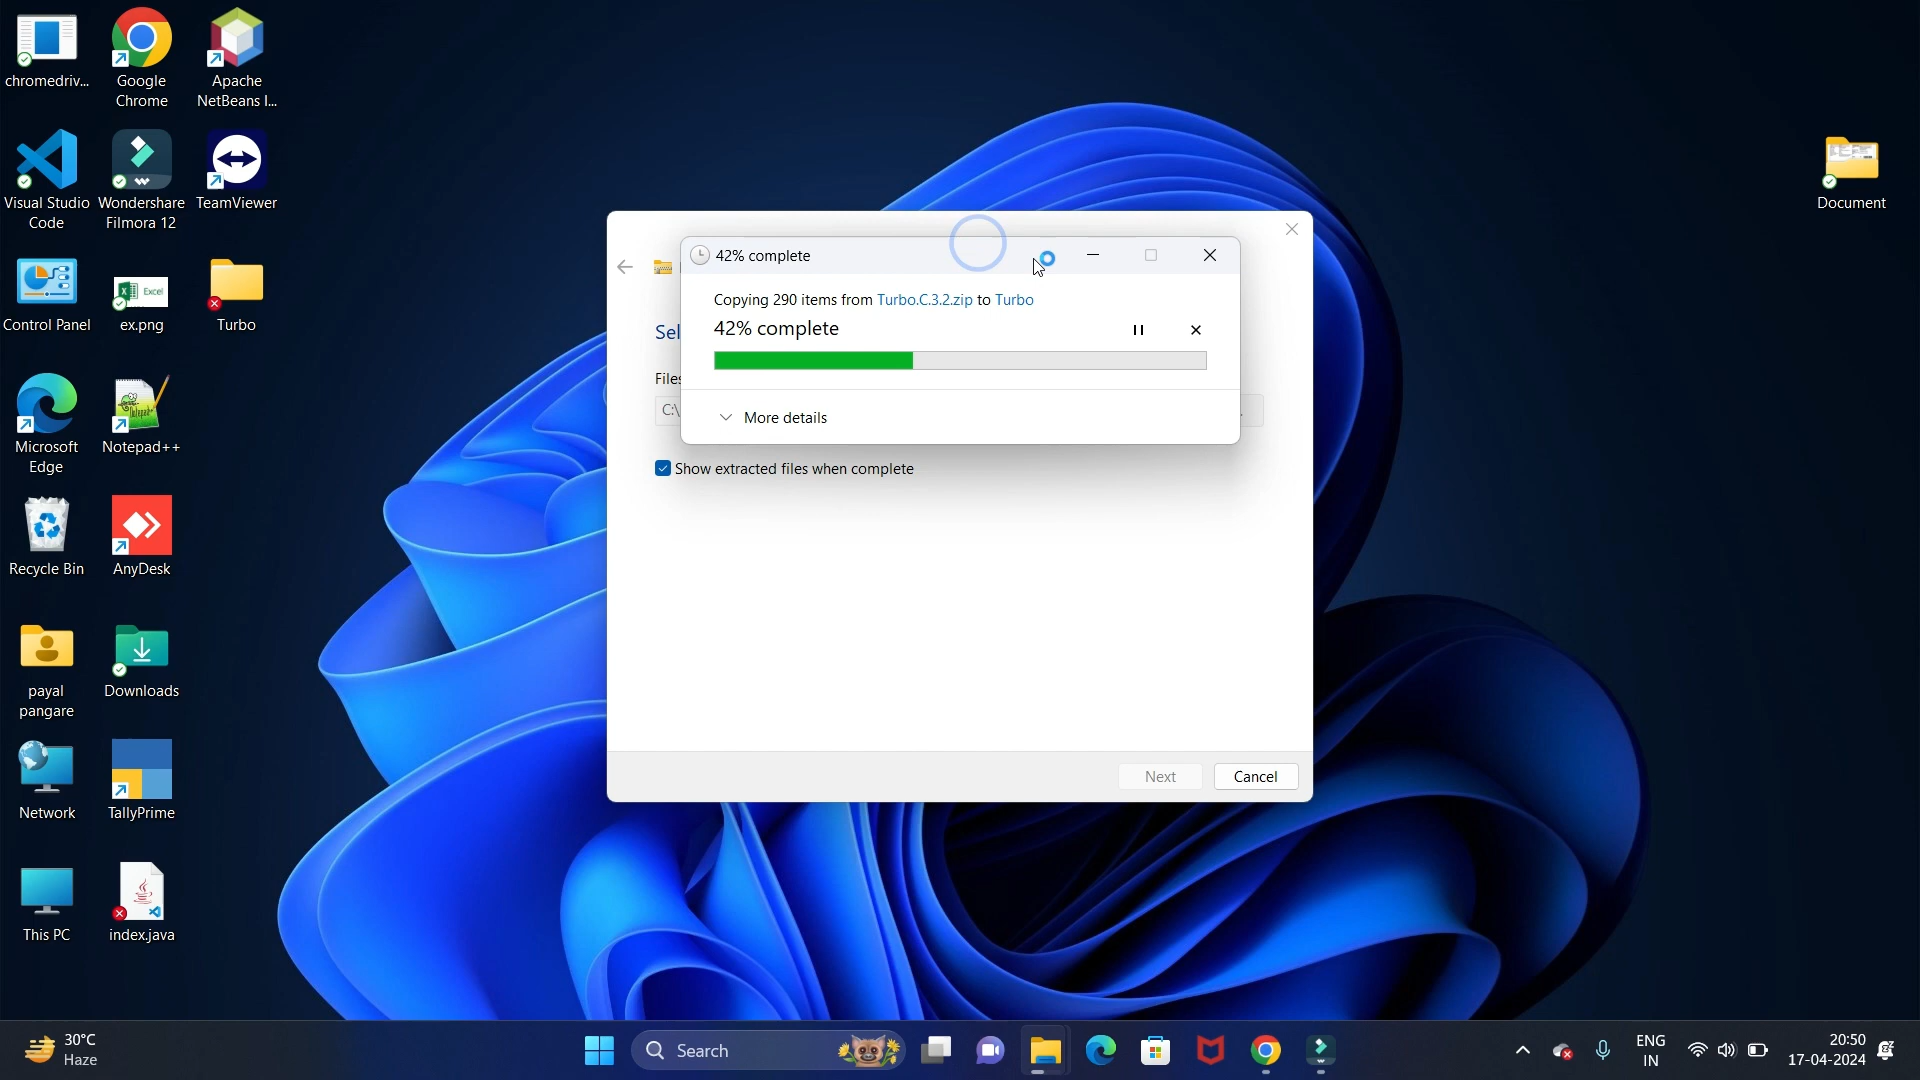 chromedriv...
Google
Chrome
Apache
NetBeans I...
Visual Studio
Code
Wondershare
Filmora 12
TeamViewer
Document
Control Panel
Excel
ex.png
Turbo
Microsoft
Edge
Notepad++
Recycle Bin
AnyDesk
payal
pangare
Downloads
Network
TallyPrime
This PC
index.java
42% complete
Copying 290 items from Turbo.C.3.2.zip to Turbo
42% complete
More details
Sel
Files
C:\
Show extracted files when complete
Next
Cancel
30°C
Haze
Search
ENG
IN
20:50
17-04-2024